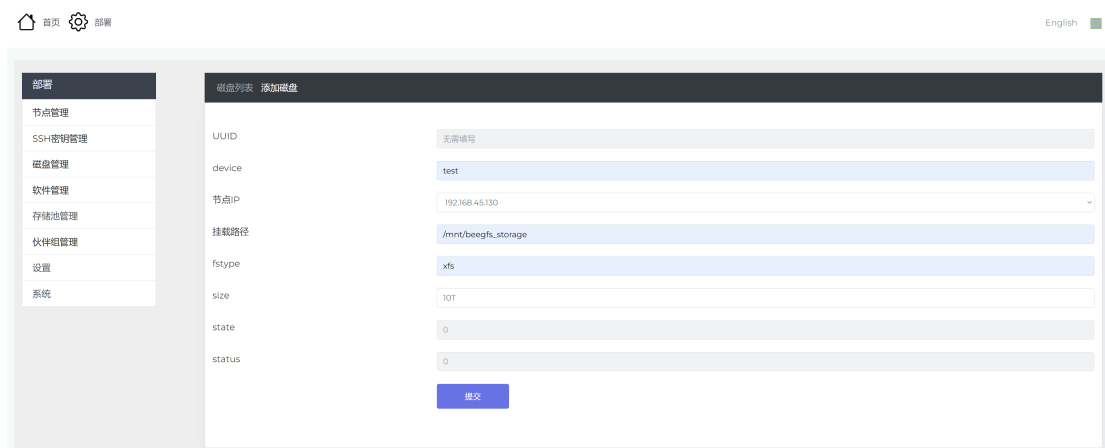 首页 部署 English
部署
节点管理
SSH密钥管理
磁盘管理
软件管理
存储池管理
伙伴组管理
设置
系统
磁盘列表 添加磁盘
UUID 无需填写
device test
节点IP 192.168.45.130
挂载路径 /mnt/beegfs_storage
fstype xfs
size 10T
state 0
status 0
提交